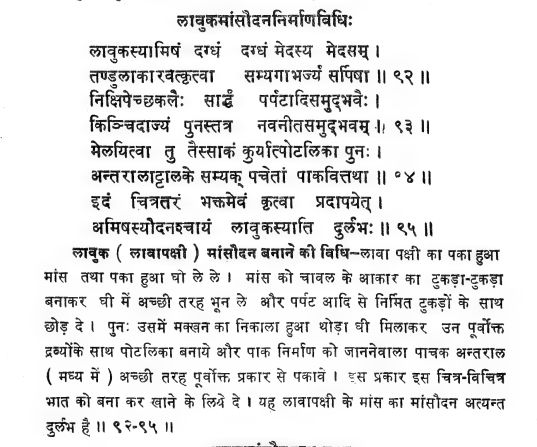 लावुकमांसौदननिर्माणविधिः
लावुकस्यामिषं दग्धं दग्धं मेदस्य मेदसम् ।
तण्डुलाकारवत्कृत्वा सम्यगाभर्ज्यं सर्पिषा ॥ ९२ ॥
निक्षिपेच्छकलैः सार्द्धं पर्पटादिसमुद्भवैः ।
किञ्चिदाज्यं पुनस्तत्र नवनीतसमुद्भवम् ॥ ९३ ॥
मेलयित्वा तु तैस्साकं कुर्यात्पोटलिका पुनः ।
अन्तरालाट्टालके सम्यक् पचेतां पाकवित्तथा ॥ ९४ ॥
इदं चित्रतरं भक्तमेवं कृत्वा प्रदापयेत् ।
अमिषस्योदनश्चायं लावुकस्याति दुर्लभः ॥ ९५ ॥
लावुक ( लावापक्षी ) मांसौदन बनाने की विधि–लावा पक्षी का पका हुआ
मांस तथा पका हुआ घी ले ले । मांस को चावल के आकार का टुकड़ा-टुकड़ा
बनाकर घी में अच्छी तरह भून ले और पर्पट आदि से निर्मित टुकड़ों के साथ
छोड़ दे । पुनः उसमें मक्खन का निकाला हुआ थोड़ा घी मिलाकर उन पूर्वोक्त
द्रव्योंके साथ पोटलिका बनाये और पाक निर्माण को जाननेवाला पाचक अन्तराल
( मध्य में ) अच्छी तरह पूर्वोक्त प्रकार से पकावे । इस प्रकार इस चित्र-विचित्र
भात को बना कर खाने के लिये दे । यह लावापक्षी के मांस का मांसौदन अत्यन्त
दुर्लभ है ॥ ९२-९५ ॥